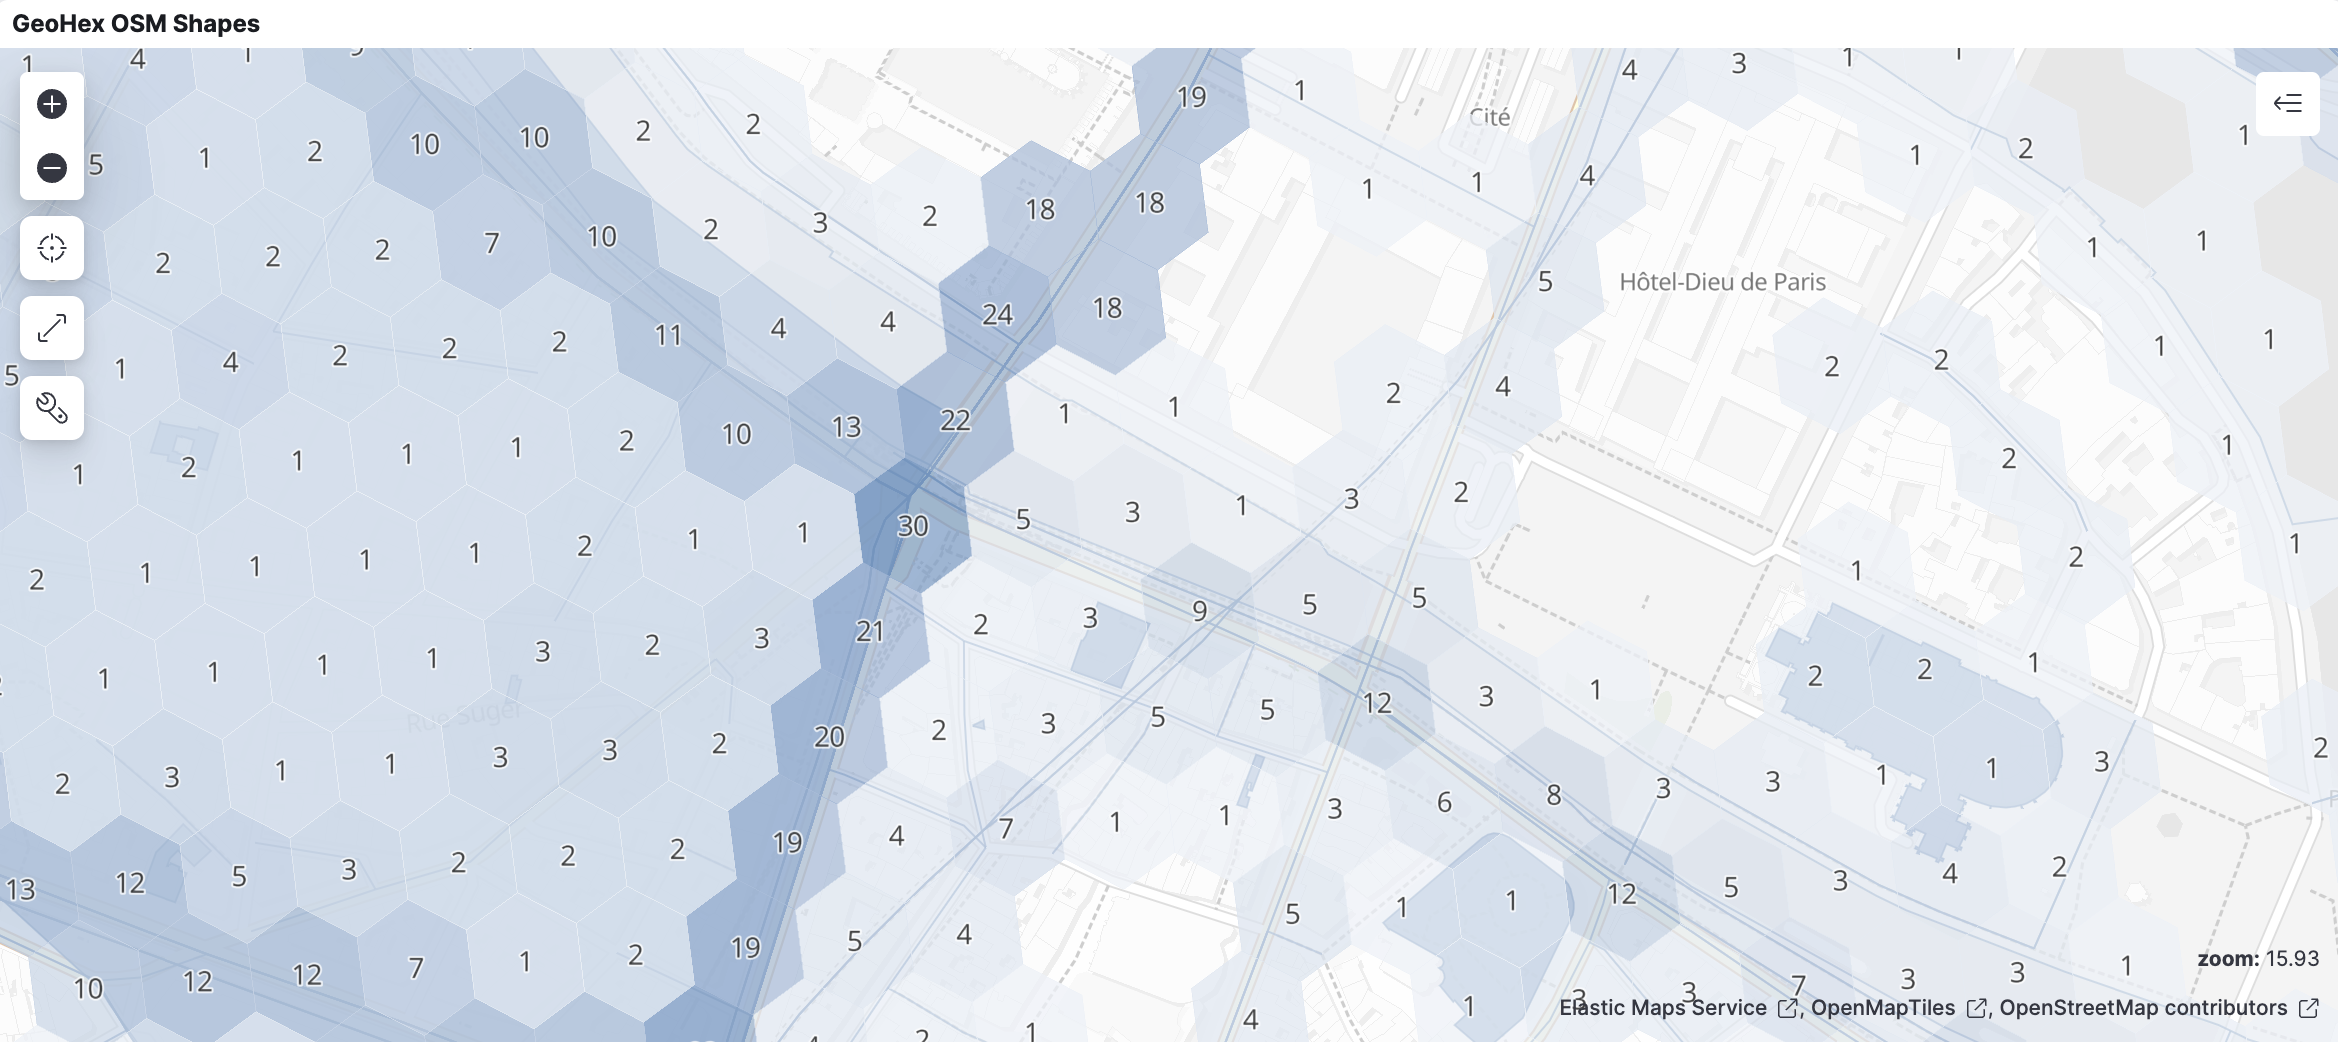 GeoHex OSM Shapes
1 4 1 4 3 1 1
19 1
5 1 2 10 10 2 2 Cité 1 2 1
2 2 2 7 10 2 3 2 18 18 1 1 4
24 18 5 Hôtel-Dieu de Paris 1 1
5 1 4 2 2 2 11 4 4 2 2 1 1
1 2 1 1 1 2 10 13 22 1 1 2 4 2 1
2 1 1 1 1 2 1 1 30 5 3 1 3 2 1 2 1
1 1 1 1 3 2 3 21 2 3 9 5 5 2 2 1
2 3 1 1 3 3 2 20 2 3 5 5 12 3 1 1 1 3 2
Rue Suger
13 12 5 3 2 2 2 19 4 7 1 1 3 6 8 3 3 4 2
10 12 12 7 1 2 19 5 4 5 1 1 12 5 3
1 3 3 7 3 3 1
zoom: 15.93
4 2 1 4
Elastic Maps Service , OpenMapTiles , OpenStreetMap contributors